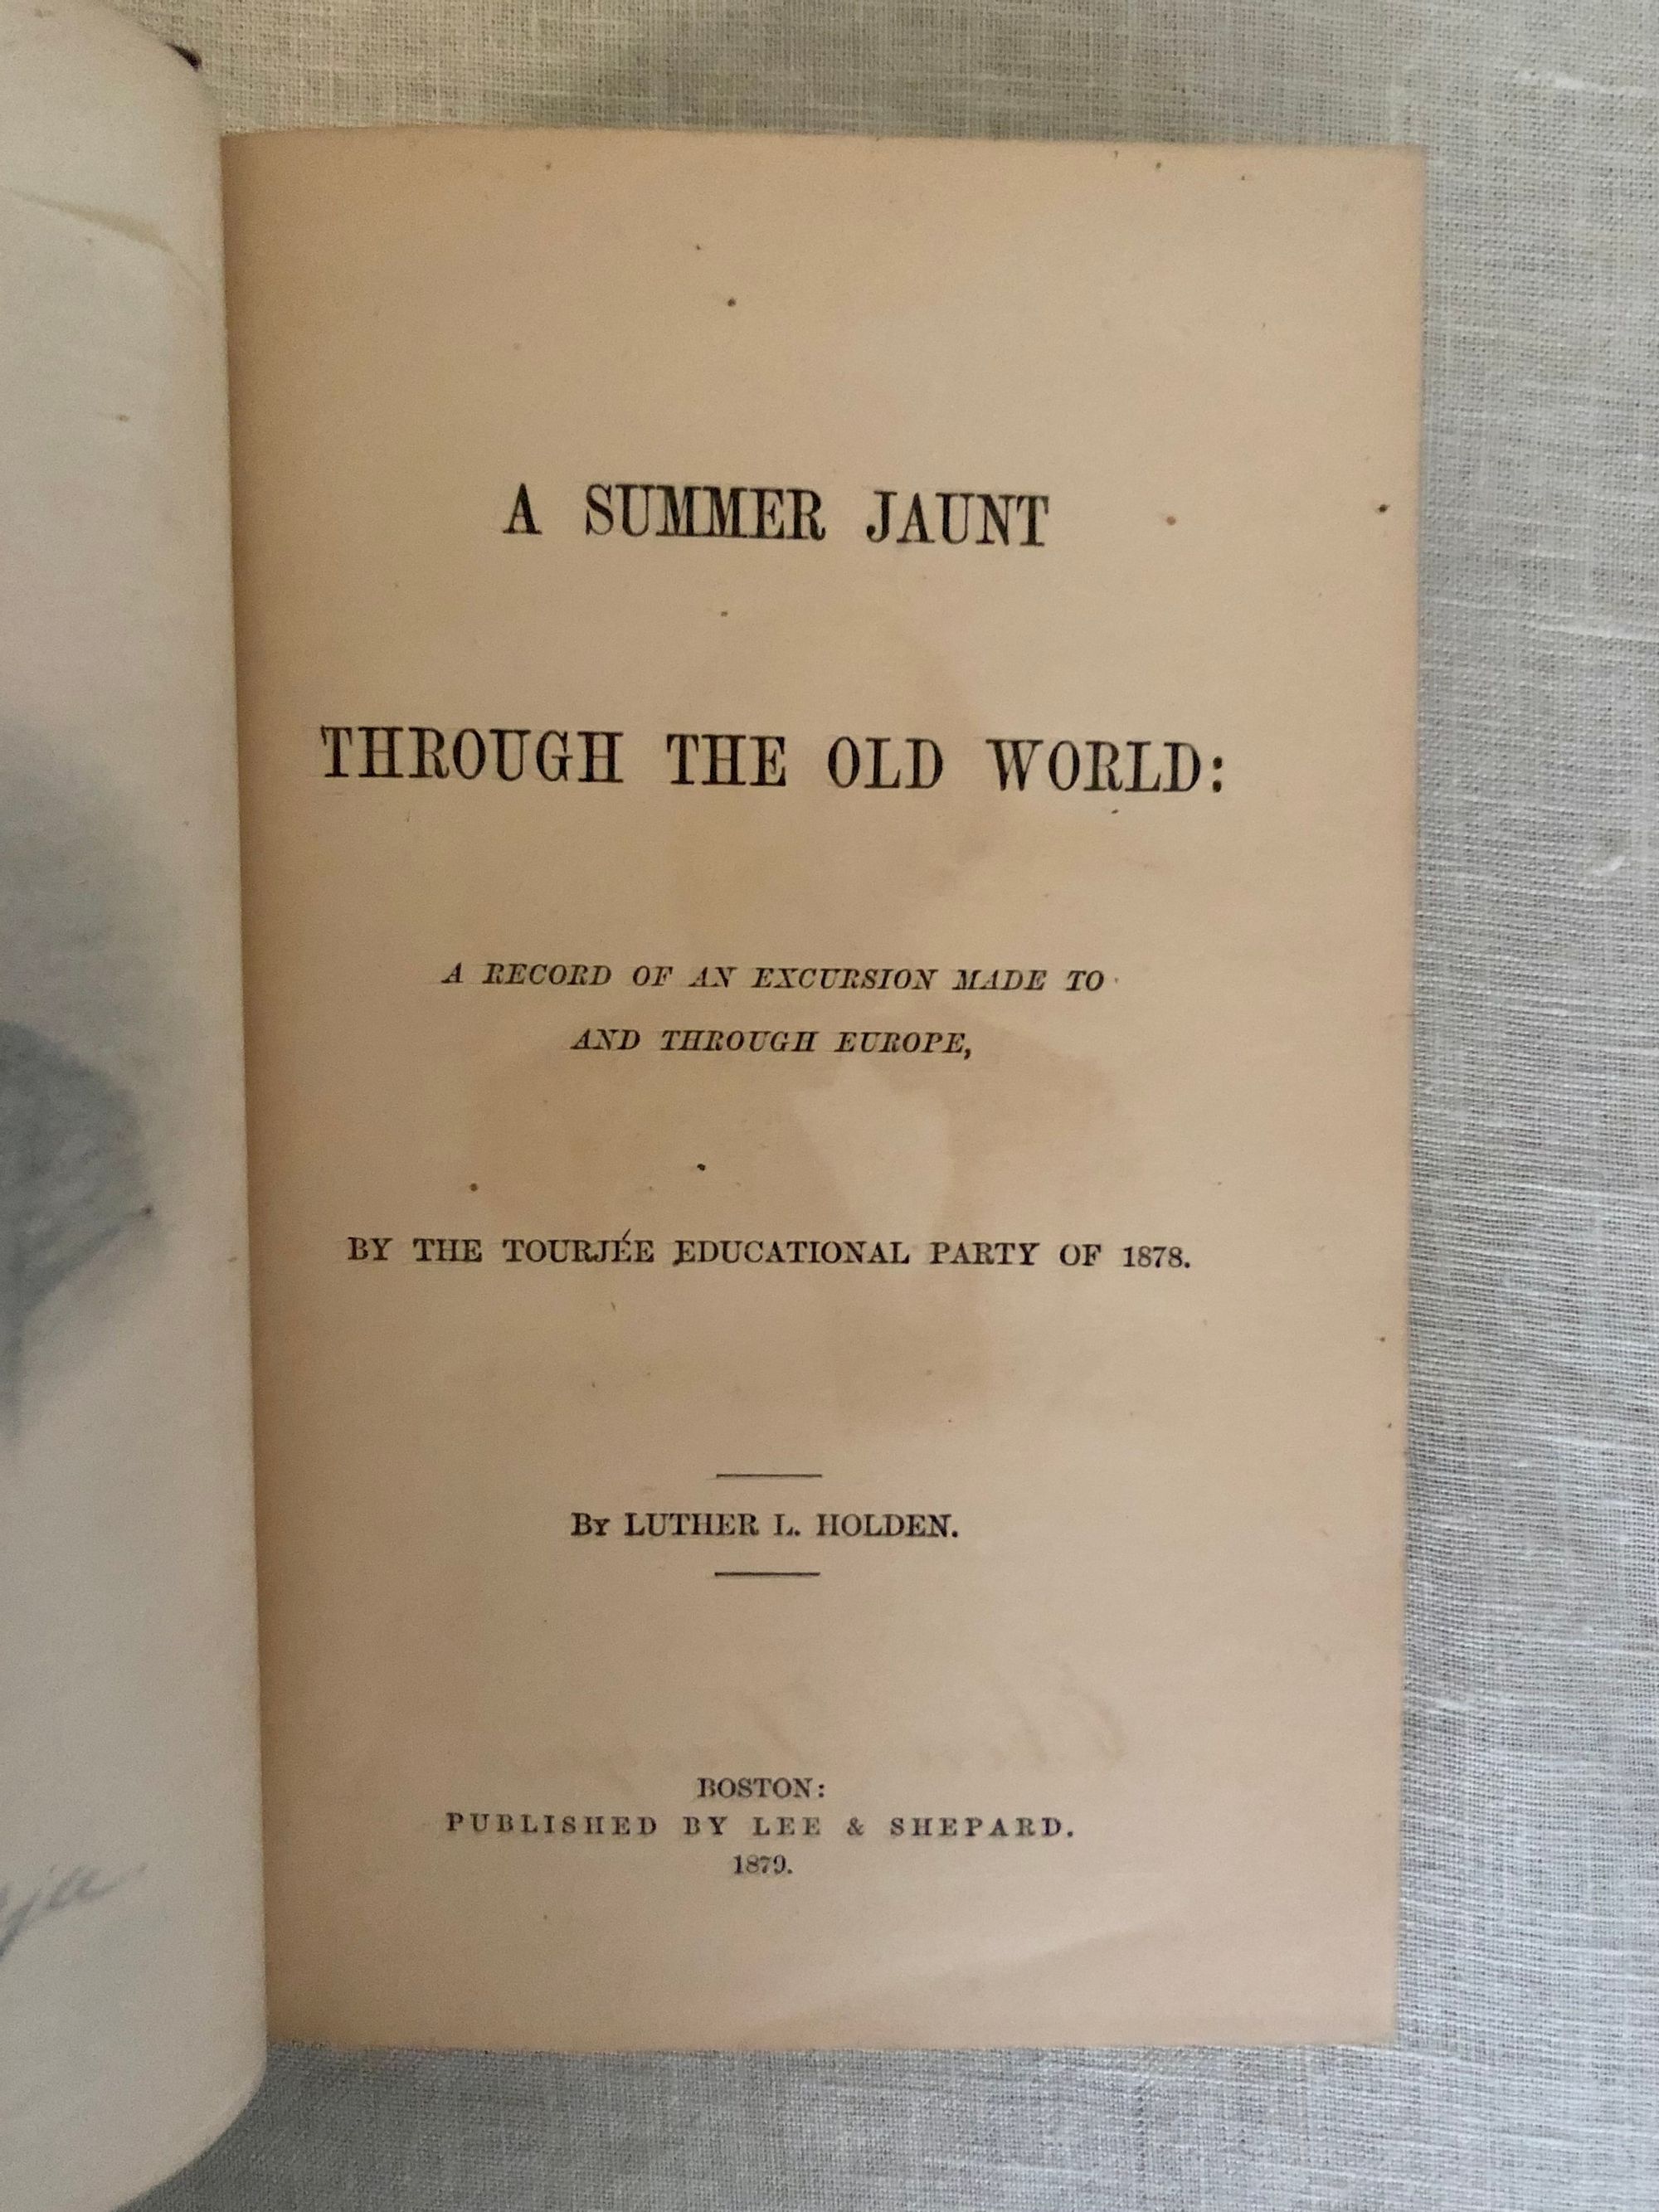 A SUMMER JAUNT
THROUGH THE OLD WORLD:
A RECORD OF AN EXCURSION MADE TO
AND THROUGH EUROPE,
BY THE TOURJÉE EDUCATIONAL PARTY OF 1878.
By LUTHER L. HOLDEN.
BOSTON:
PUBLISHED BY LEE & SHEPARD.
1879.